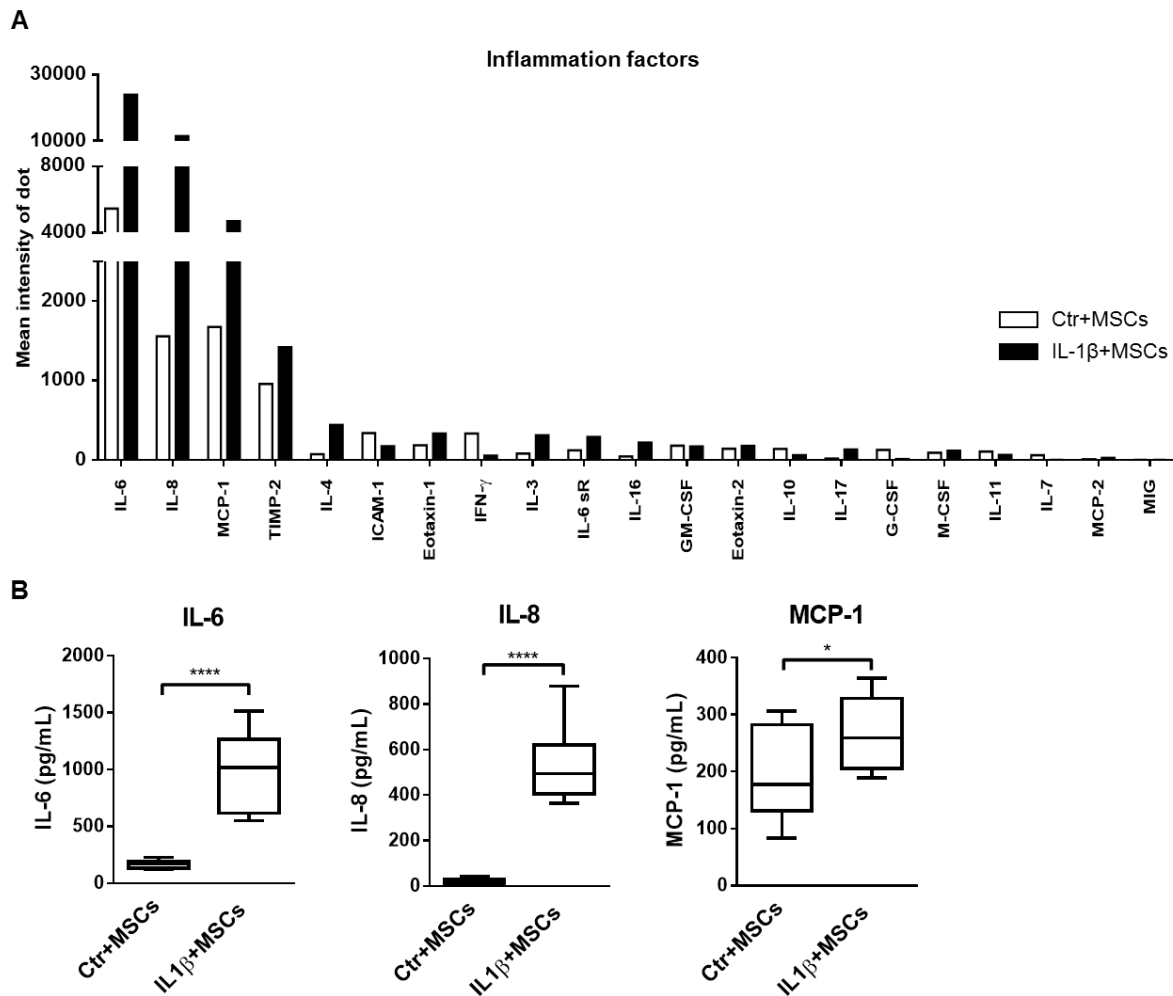 A
Inflammation factors
Mean intensity of dot
30000
10000
8000
4000
2000
1000
0
Ctr+MSCs
IL-1β+MSCs
IL-6
IL-8
MCP-1
TIMP-2
IL-4
ICAM-1
Eotaxin-1
IFN-γ
IL-3
IL-6 sR
IL-16
GM-CSF
Eotaxin-2
IL-10
IL-17
G-CSF
M-CSF
IL-11
IL-7
MCP-2
MIG
B
IL-6
IL-6 (pg/mL)
2000
1500
1000
500
0
****
Ctr+MSCs
IL1β+MSCs
IL-8
IL-8 (pg/mL)
1000
800
600
400
200
0
****
Ctr+MSCs
IL1β+MSCs
MCP-1
MCP-1 (pg/mL)
400
300
200
100
0
*
Ctr+MSCs
IL1β+MSCs